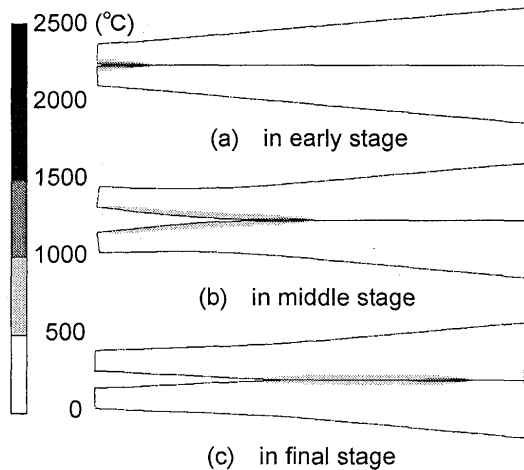 2500 (°C)
2000
1500
1000
500
0
(a) in early stage
(b) in middle stage
(c) in final stage